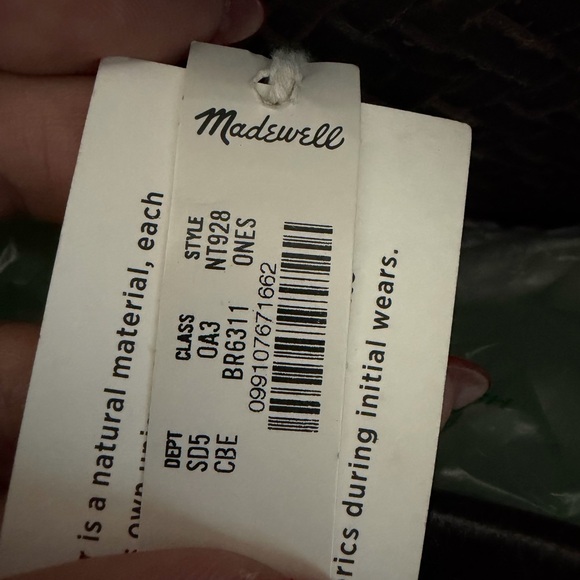 Madewell
DEPT CLASS STYLE
SD5 0A3 NT928
CBE BR6311 ONES
099107671662
r is a natural material, each
own
rics during initial wears.